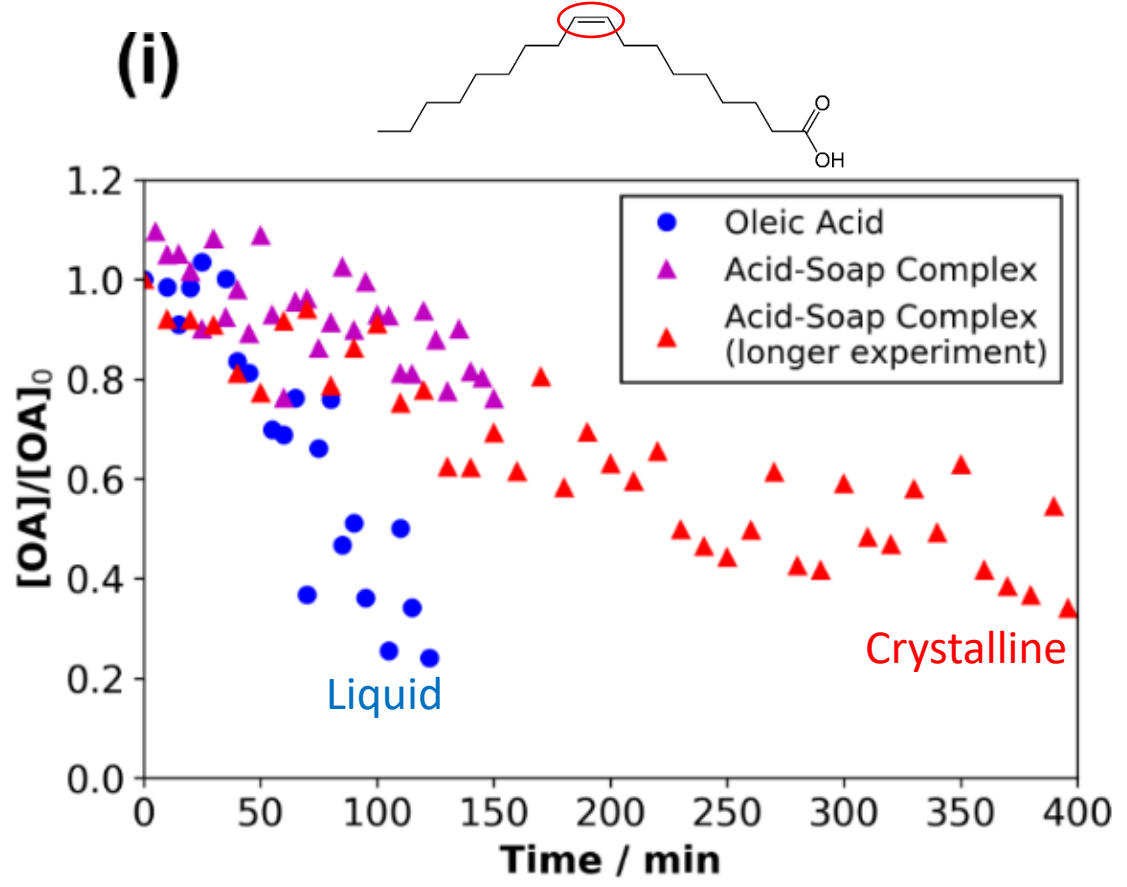 (i)
O
OH
1.2
1.0
0.8
0.6
0.4
0.2
0.0
[OA]/[OA]₀
Oleic Acid
Acid-Soap Complex
Acid-Soap Complex
(longer experiment)
Crystalline
Liquid
0 50 100 150 200 250 300 350 400
Time / min